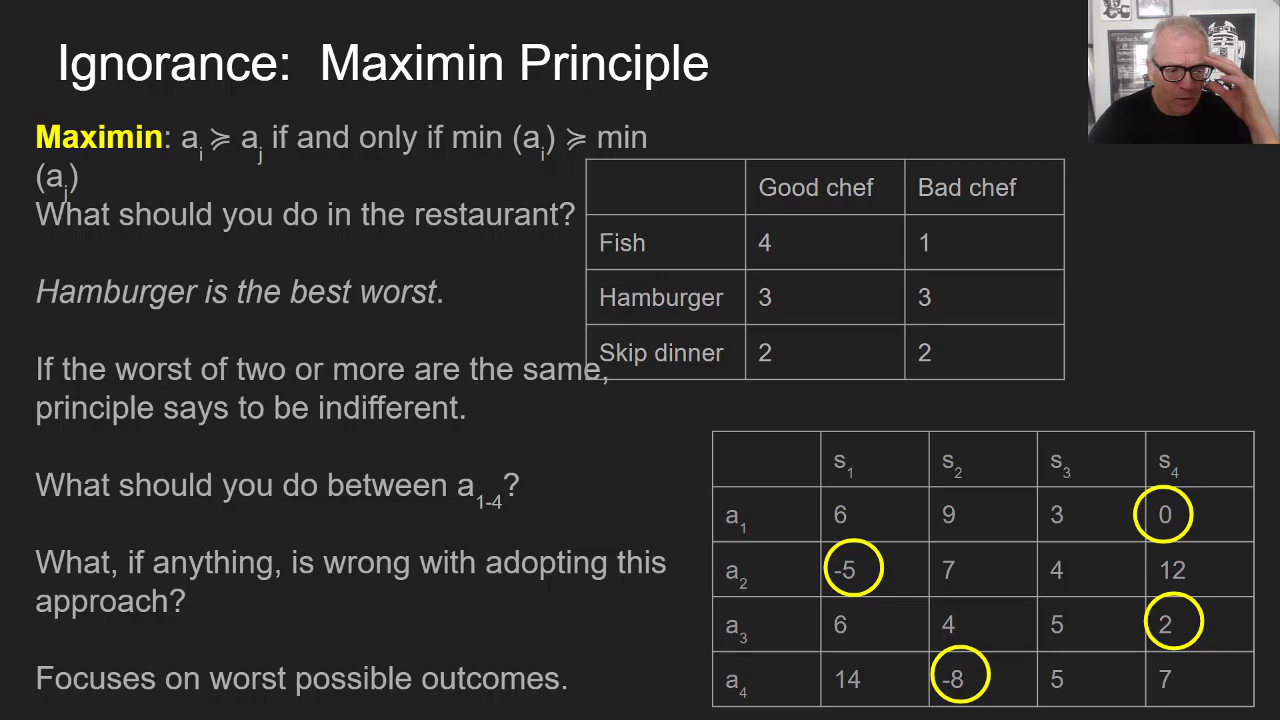 Ignorance: Maximin Principle
Maximin: aᵢ ≽ aⱼ if and only if min (aᵢ) ≽ min
(aⱼ)
What should you do in the restaurant?
Hamburger is the best worst.
If the worst of two or more are the same,
principle says to be indifferent.
What should you do between a₁₋₄?
What, if anything, is wrong with adopting this
approach?
Focuses on worst possible outcomes.
Good chef Bad chef
Fish 4 1
Hamburger 3 3
Skip dinner 2 2
s₁ s₂ s₃ s₄
a₁ 6 9 3 0
a₂ -5 7 4 12
a₃ 6 4 5 2
a₄ 14 -8 5 7